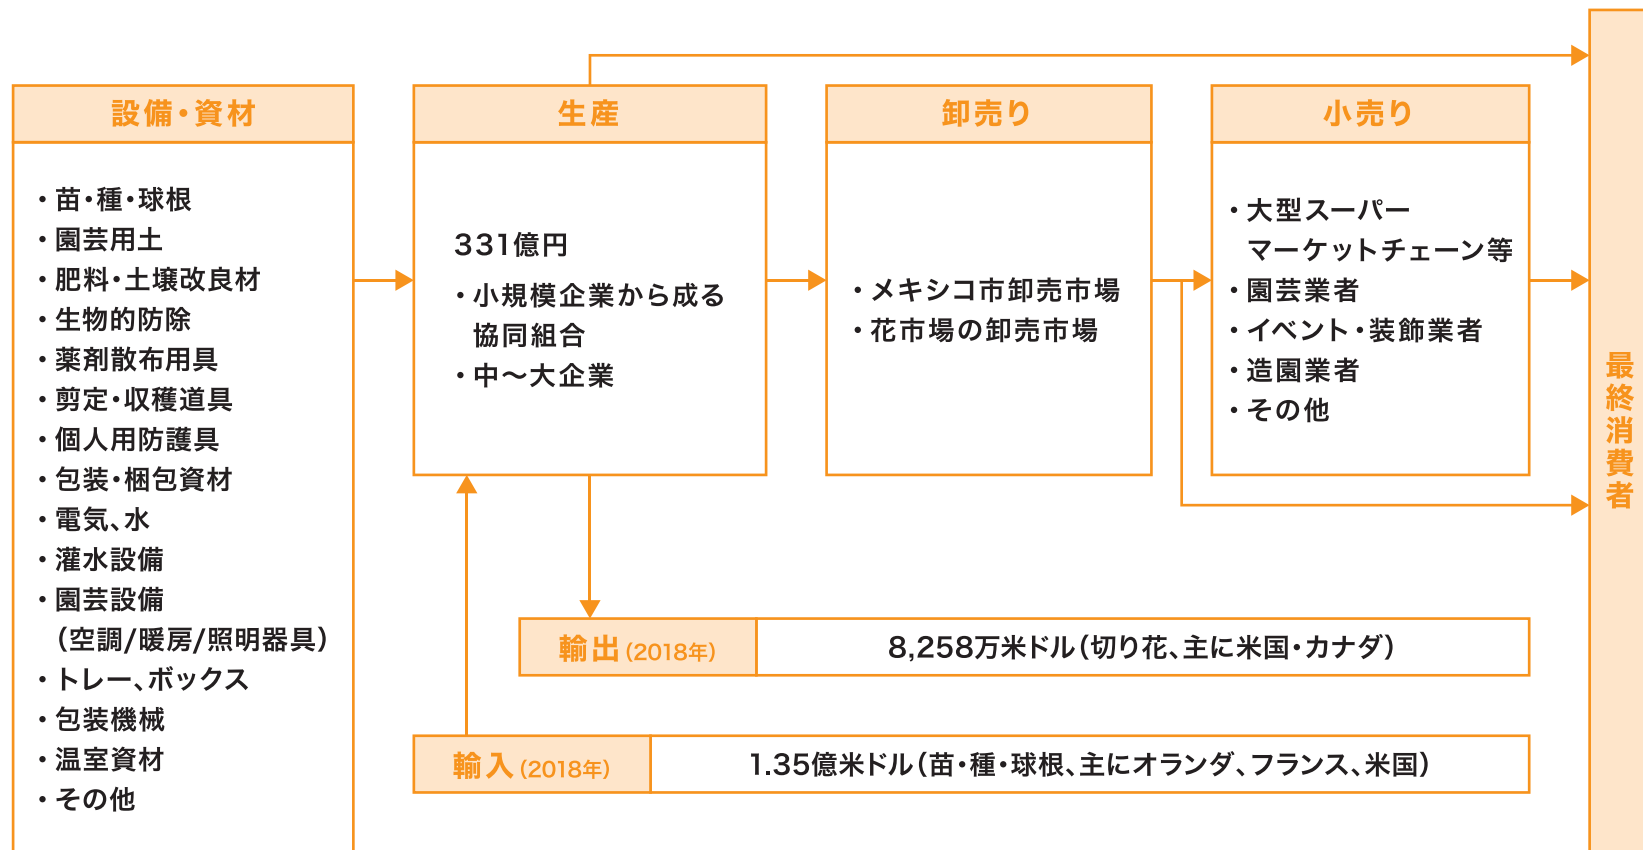 設備・資材
・苗・種・球根
・園芸用土
・肥料・土壌改良材
・生物的防除
・薬剤散布用具
・剪定・収穫道具
・個人用防護具
・包装・梱包資材
・電気、水
・灌水設備
・園芸設備
（空調/暖房/照明器具）
・トレー、ボックス
・包装機械
・温室資材
・その他
生産
331億円
・小規模企業から成る
協同組合
・中〜大企業
卸売り
・メキシコ市卸売市場
・花市場の卸売市場
小売り
・大型スーパー
マーケットチェーン等
・園芸業者
・イベント・装飾業者
・造園業者
・その他
最終消費者
輸出（2018年） 8,258万米ドル（切り花、主に米国・カナダ）
輸入（2018年） 1.35億米ドル（苗・種・球根、主にオランダ、フランス、米国）